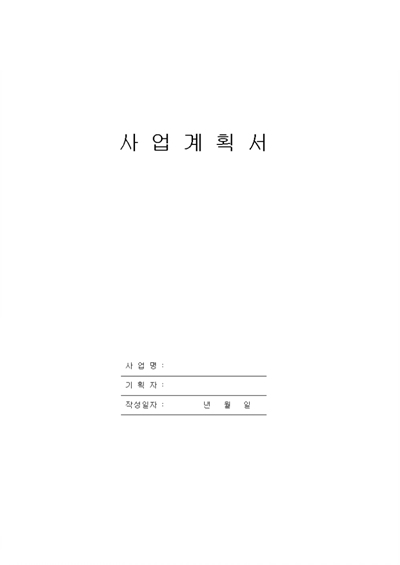 사 업 계 획 서
사 업 명 :
기 획 자 :
작성일자 : 년 월 일